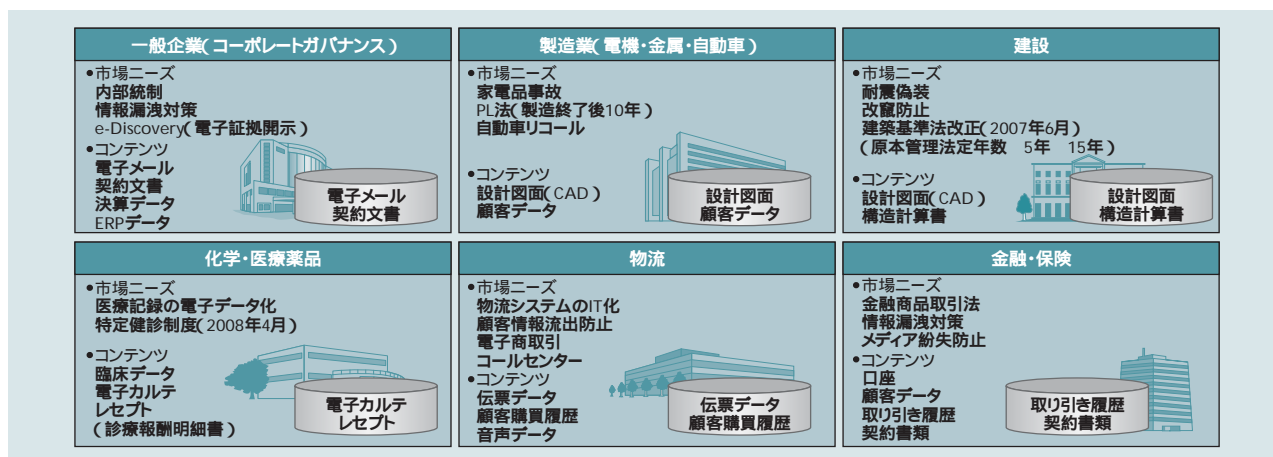 一般企業(コーポレートガバナンス)
•市場ニーズ
内部統制
情報漏洩対策
e-Discovery(電子証拠開示)
•コンテンツ
電子メール
契約文書
決算データ
ERPデータ
電子メール
契約文書
製造業(電機・金属・自動車)
•市場ニーズ
家電品事故
PL法(製造終了後10年)
自動車リコール
•コンテンツ
設計図面(CAD)
顧客データ
設計図面
顧客データ
建設
•市場ニーズ
耐震偽装
改竄防止
建築基準法改正(2007年6月)
(原本管理法定年数 5年 15年)
•コンテンツ
設計図面(CAD)
構造計算書
設計図面
構造計算書
化学・医療薬品
•市場ニーズ
医療記録の電子データ化
特定健診制度(2008年4月)
•コンテンツ
臨床データ
電子カルテ
レセプト
(診療報酬明細書)
電子カルテ
レセプト
物流
•市場ニーズ
物流システムのIT化
顧客情報流出防止
電子商取引
コールセンター
•コンテンツ
伝票データ
顧客購買履歴
音声データ
伝票データ
顧客購買履歴
金融・保険
•市場ニーズ
金融商品取引法
情報漏洩対策
メディア紛失防止
•コンテンツ
口座
顧客データ
取り引き履歴
契約書類
取り引き履歴
契約書類